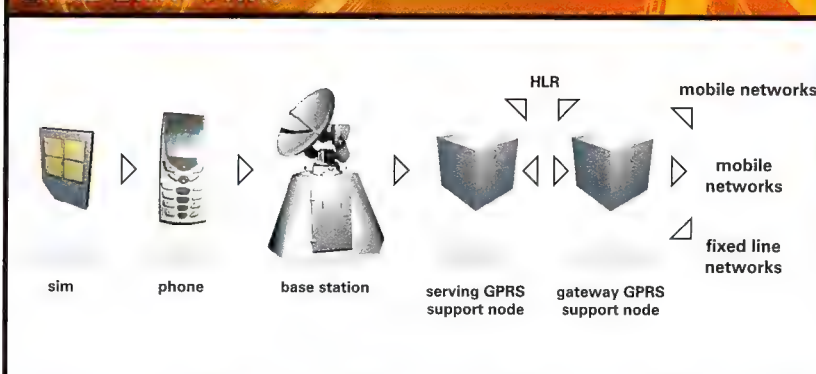 HLR
mobile networks
mobile
networks
fixed line
networks
sim
phone
base station
serving GPRS
support node
gateway GPRS
support node